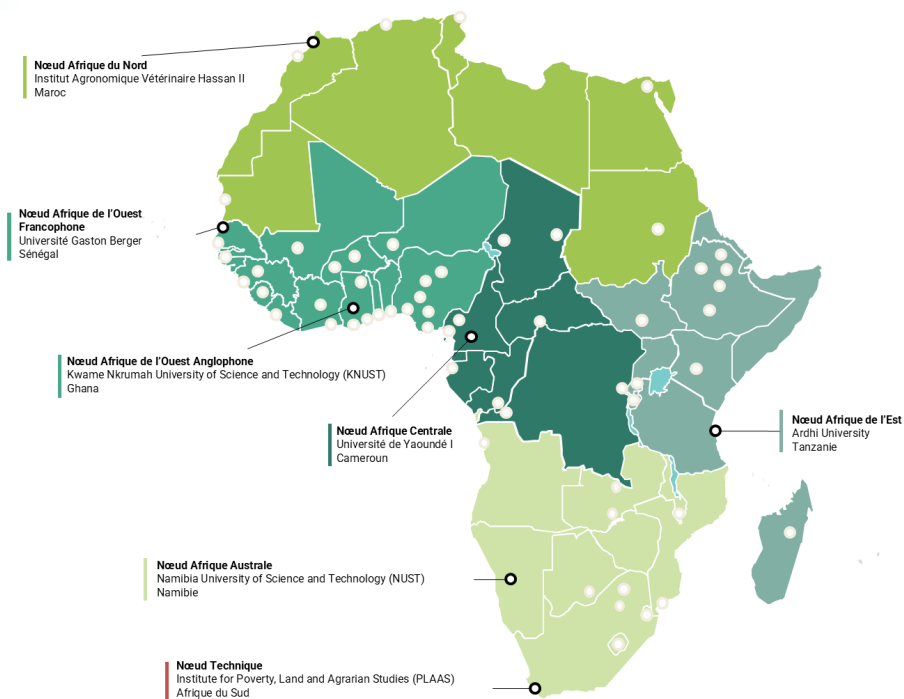 Nœud Afrique du Nord
Institut Agronomique Vétérinaire Hassan II
Maroc
Nœud Afrique de l'Ouest
Francophone
Université Gaston Berger
Sénégal
Nœud Afrique de l'Ouest Anglophone
Kwame Nkrumah University of Science and Technology (KNUST)
Ghana
Nœud Afrique Centrale
Université de Yaoundé I
Cameroun
Nœud Afrique de l'Est
Ardhi University
Tanzanie
Nœud Afrique Australe
Namibia University of Science and Technology (NUST)
Namibie
Nœud Technique
Institute for Poverty, Land and Agrarian Studies (PLAAS)
Afrique du Sud